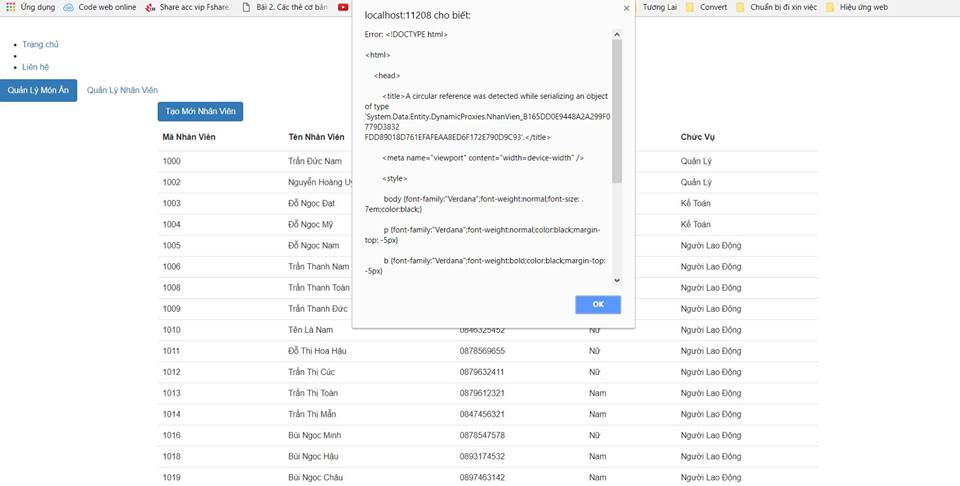 Ứng dụng Code web online Share acc vip Fshare. Bài 2. Các thẻ cơ bản Tương Lai Convert Chuẩn bị đi xin việc Hiệu ứng web
localhost:11208 cho biết:
Error: <!DOCTYPE html>
<html>
<head>
<title>A circular reference was detected while serializing an object
of type
'System.Data.Entity.DynamicProxies.NhanVien_B165DD0E9448A2A299F0
779D3832
FDD89018D761EFAFEAA8ED6F172E790D9C93'.</title>
<meta name="viewport" content="width=device-width" />
<style>
body {font-family:"Verdana";font-weight:normal;font-size: .
7em;color:black;}
p {font-family:"Verdana";font-weight:normal;color:black;margin-
top: -5px}
b {font-family:"Verdana";font-weight:bold;color:black;margin-top:
-5px}
OK
Trang chủ
Liên hệ
Quản Lý Món Ăn Quản Lý Nhân Viên
Tạo Mới Nhân Viên
Mã Nhân Viên Tên Nhân Viên Chức Vụ
1000 Trần Đức Nam Quản Lý
1002 Nguyễn Hoàng Quản Lý
1003 Đỗ Ngọc Đạt Kế Toán
1004 Đỗ Ngọc Mỹ Kế Toán
1005 Đỗ Ngọc Nam Người Lao Động
1006 Trần Thanh Nam Người Lao Động
1008 Trần Thanh Toàn Người Lao Động
1009 Trần Thanh Đức Người Lao Động
1010 Tên Là Nam 0846325452 Nữ Người Lao Động
1011 Đỗ Thị Hoa Hậu 0878569655 Nữ Người Lao Động
1012 Trần Thị Cúc 0879632411 Nữ Người Lao Động
1013 Trần Thị Toàn 0879612321 Nam Người Lao Động
1014 Trần Thị Mẫn 0847456321 Nam Người Lao Động
1016 Bùi Ngọc Minh 0878547578 Nữ Người Lao Động
1018 Bùi Ngọc Hậu 0893174532 Nam Người Lao Động
1019 Bùi Ngọc Châu 0897463142 Nam Người Lao Động